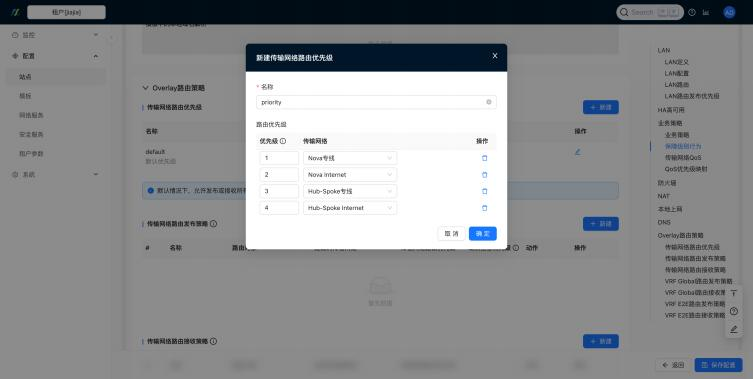 租户[jiajia]
Search
AD
监控
配置
站点
模板
网络服务
安全服务
租户参数
系统
Overlay路由策略
传输网络路由优先级
+ 新建
名称
操作
default
默认优先级
默认情况下，允许发布或接收所有
传输网络路由发布策略
+ 新建
# 名称
动作 操作
暂无数据
传输网络路由接收策略
+ 新建
新建传输网络路由优先级
* 名称
priority
路由优先级
优先级 传输网络 操作
1 Nova专线
2 Nova Internet
3 Hub-Spoke专线
4 Hub-Spoke Internet
取 消
确 定
LAN
LAN定义
LAN配置
LAN路由
LAN路由发布优先级
HA高可用
业务策略
业务策略
保障级别行为
传输网络QoS
QoS优先级映射
防火墙
NAT
本地上网
DNS
Overlay路由策略
传输网络路由优先级
传输网络路由发布策略
传输网络路由接收策略
VRF Global路由发布策略
VRF Global路由接收策
VRF E2E路由发布策略
VRF E2E路由接收策略
返回
保存配置